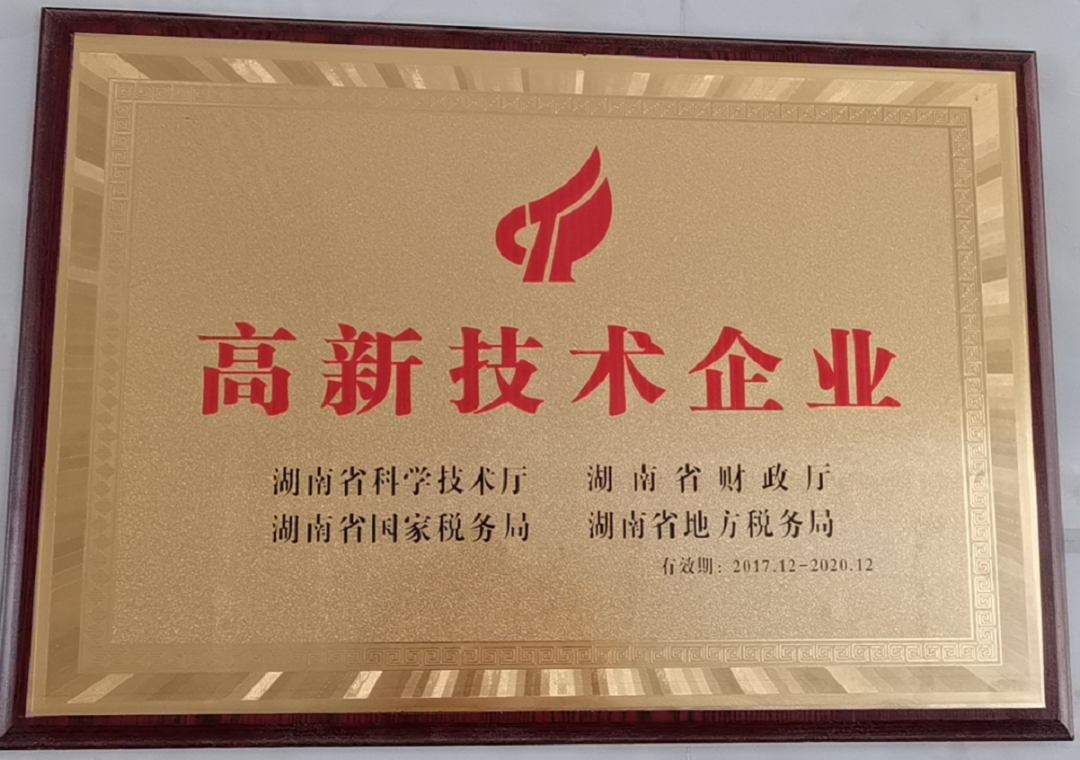 高新技术企业
湖南省科学技术厅 湖南省财政厅
湖南省国家税务局 湖南省地方税务局
有效期：2017.12-2020.12